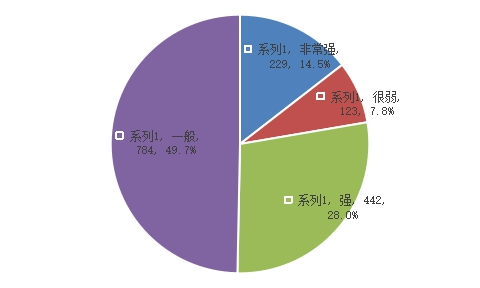 系列1, 非常强,
229, 14.5%
系列1, 很弱,
123, 7.8%
系列1, 一般,
784, 49.7%
系列1, 强, 442,
28.0%